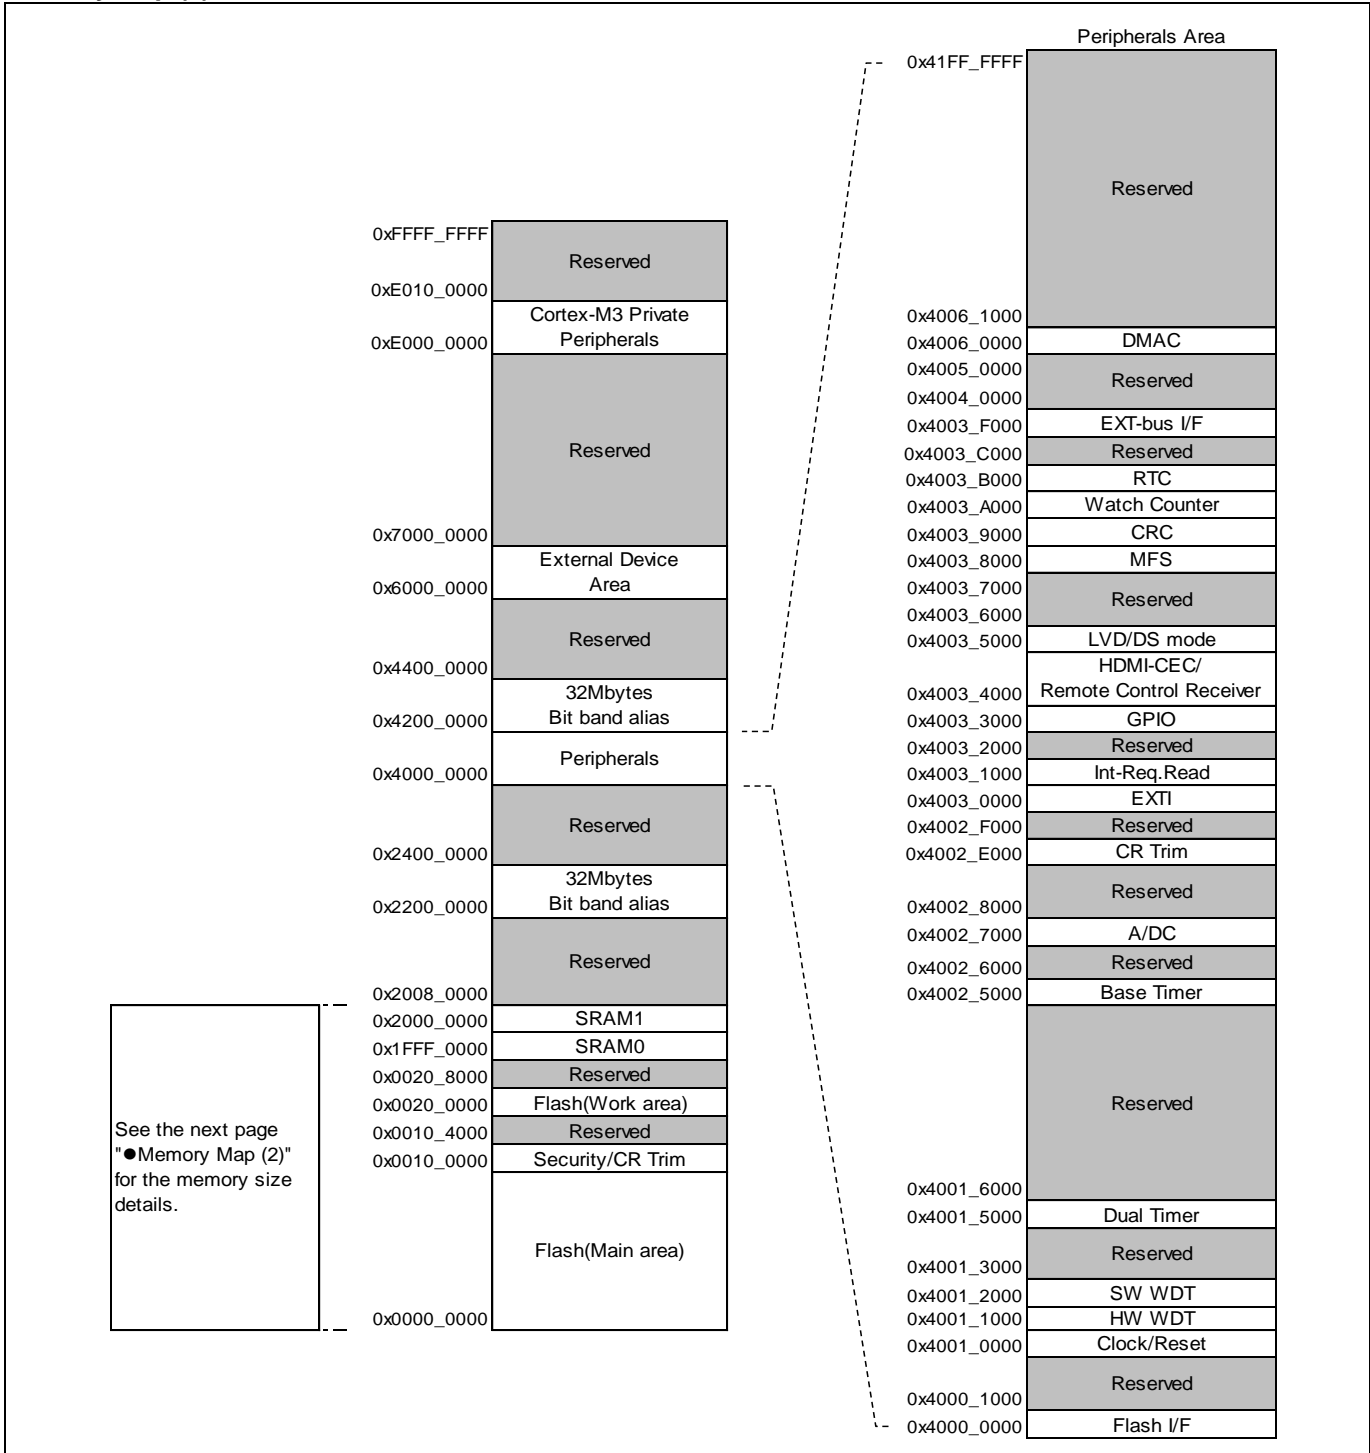 Peripherals Area
0x41FF_FFFF
Reserved
0x4006_1000
0x4006_0000 DMAC
0x4005_0000
Reserved
0x4004_0000
0x4003_F000 EXT-bus I/F
0x4003_C000 Reserved
0x4003_B000 RTC
0x4003_A000 Watch Counter
0x4003_9000 CRC
0x4003_8000 MFS
0x4003_7000
Reserved
0x4003_6000
0x4003_5000 LVD/DS mode
HDMI-CEC/
0x4003_4000 Remote Control Receiver
0x4003_3000 GPIO
0x4003_2000 Reserved
0x4003_1000 Int-Req.Read
0x4003_0000 EXTI
0x4002_F000 Reserved
0x4002_E000 CR Trim
Reserved
0x4002_8000
0x4002_7000 A/DC
0x4002_6000 Reserved
0x4002_5000 Base Timer
Reserved
0x4001_6000
0x4001_5000 Dual Timer
Reserved
0x4001_3000
0x4001_2000 SW WDT
0x4001_1000 HW WDT
0x4001_0000 Clock/Reset
Reserved
0x4000_1000
0x4000_0000 Flash I/F
0xFFFF_FFFF
Reserved
0xE010_0000
Cortex-M3 Private
0xE000_0000 Peripherals
Reserved
0x7000_0000
External Device
0x6000_0000 Area
Reserved
0x4400_0000
32Mbytes
0x4200_0000 Bit band alias
Peripherals
0x4000_0000
Reserved
0x2400_0000
32Mbytes
0x2200_0000 Bit band alias
Reserved
0x2008_0000
0x2000_0000 SRAM1
0x1FFF_0000 SRAM0
0x0020_8000 Reserved
0x0020_0000 Flash(Work area)
0x0010_4000 Reserved
0x0010_0000 Security/CR Trim
Flash(Main area)
0x0000_0000
See the next page
"●Memory Map (2)"
for the memory size
details.